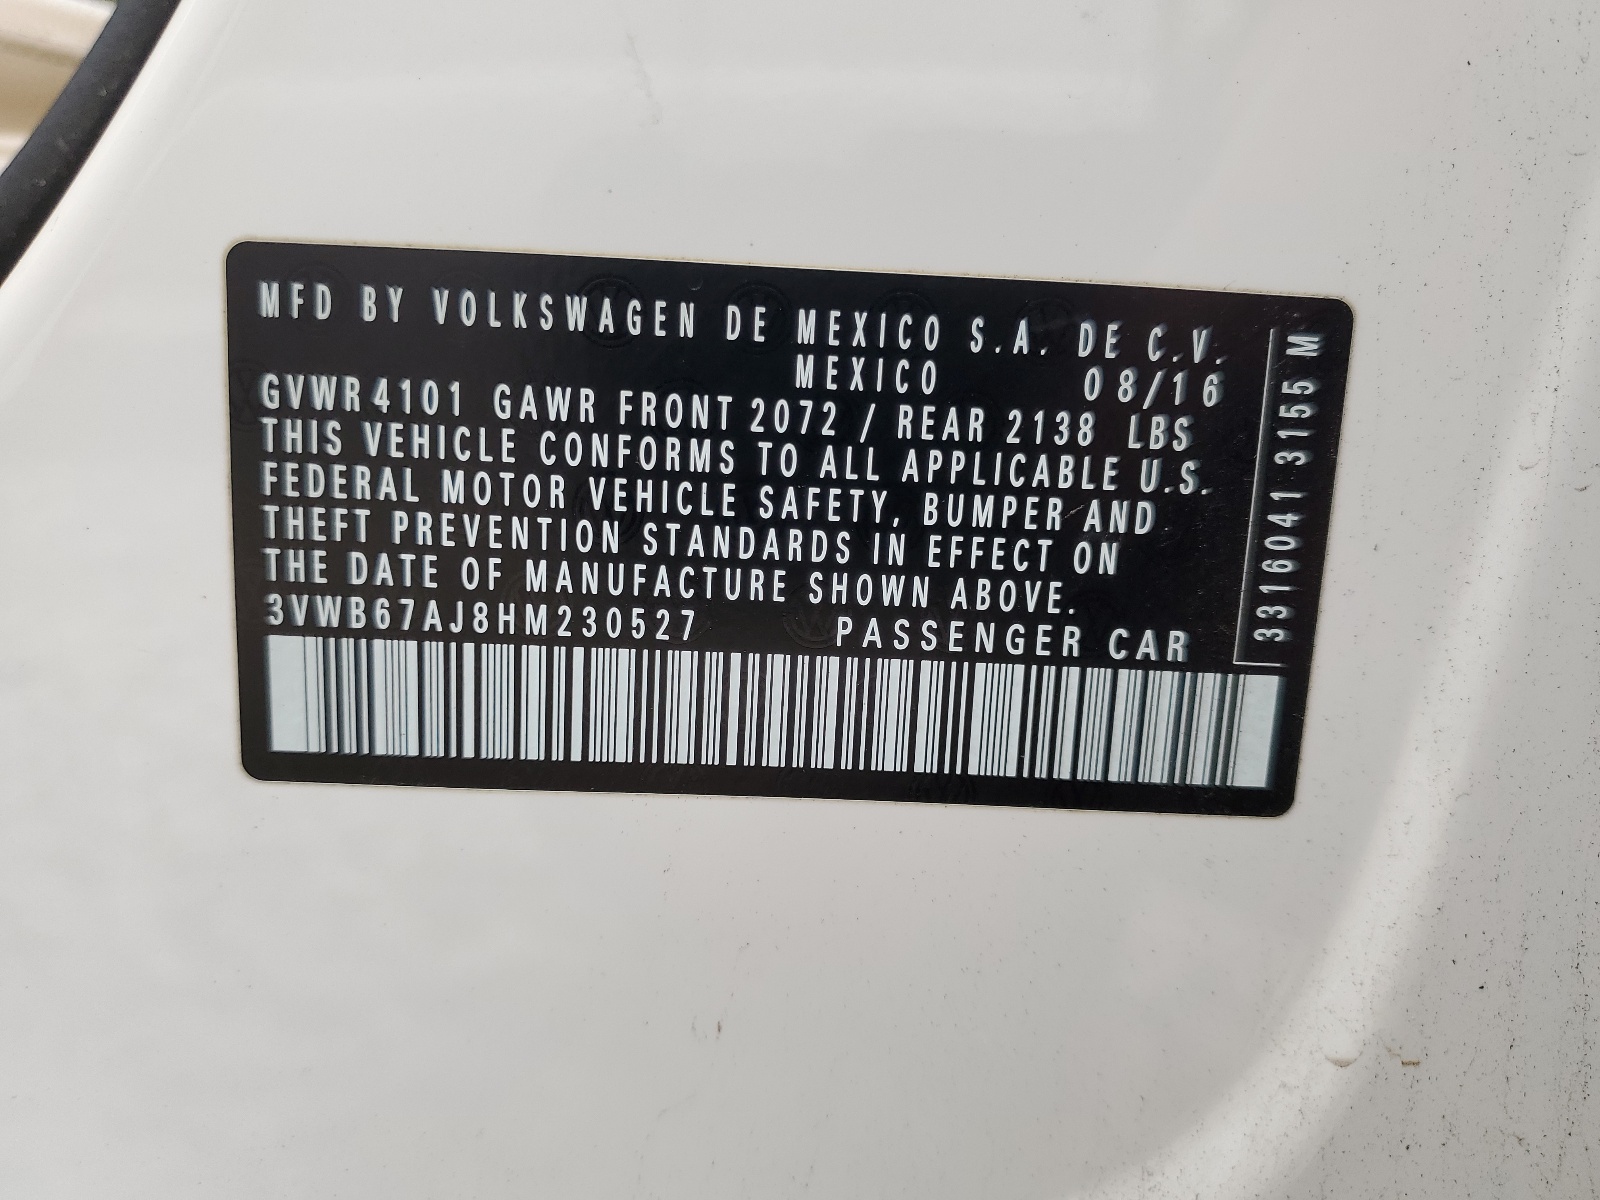 MFD BY VOLKSWAGEN DE MEXICO S.A. DE C.V.
MEXICO 08/16
GVWR 4101 GAWR FRONT 2072 / REAR 2138 LBS
THIS VEHICLE CONFORMS TO ALL APPLICABLE U.S.
FEDERAL MOTOR VEHICLE SAFETY, BUMPER AND
THEFT PREVENTION STANDARDS IN EFFECT ON
THE DATE OF MANUFACTURE SHOWN ABOVE.
3VWB67AJ8HM230527 PASSENGER CAR
3316041 3155 M